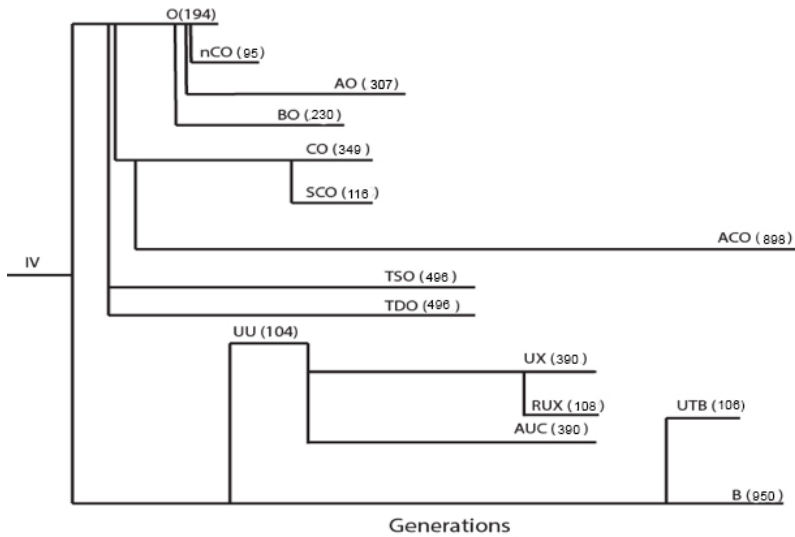 O(194)
nCO (95)
AO (307)
BO (230)
CO (349)
SCO (116)
ACO (898)
IV
TSO (496)
TDO (496)
UU (104)
UX (390)
RUX (108)
UTB (106)
AUC (390)
B (950)
Generations